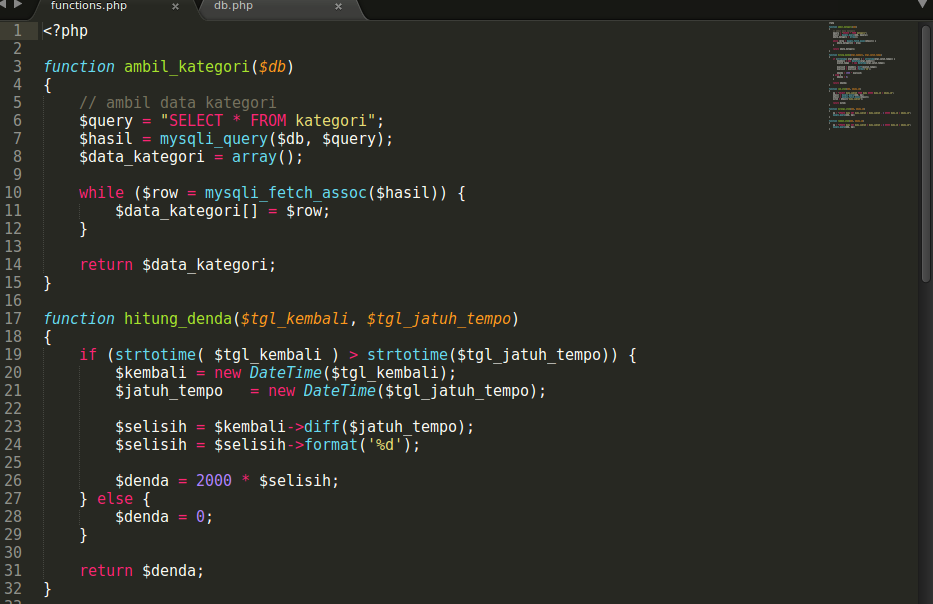 functions.php × db.php ×
1 <?php
2
3 function ambil_kategori($db)
4 {
5     // ambil data kategori
6     $query = "SELECT * FROM kategori";
7     $hasil = mysqli_query($db, $query);
8     $data_kategori = array();
9
10     while ($row = mysqli_fetch_assoc($hasil)) {
11         $data_kategori[] = $row;
12     }
13
14     return $data_kategori;
15 }
16
17 function hitung_denda($tgl_kembali, $tgl_jatuh_tempo)
18 {
19     if (strtotime( $tgl_kembali ) > strtotime($tgl_jatuh_tempo)) {
20         $kembali = new DateTime($tgl_kembali);
21         $jatuh_tempo   = new DateTime($tgl_jatuh_tempo);
22
23         $selisih = $kembali->diff($jatuh_tempo);
24         $selisih = $selisih->format('%d');
25
26         $denda = 2000 * $selisih;
27     } else {
28         $denda = 0;
29     }
30
31     return $denda;
32 }